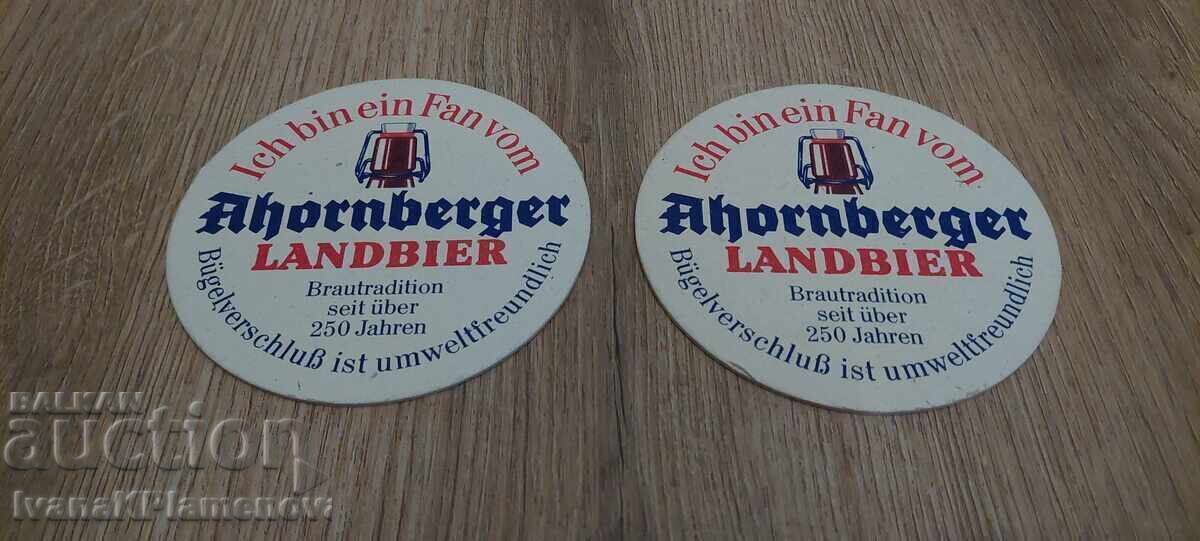 Ich bin ein Fan vom
Ahornberger
LANDBIER
Brautradition
seit über
250 Jahren
Bügelverschluß ist umweltfreundlich
Ich bin ein Fan vom
Ahornberger
LANDBIER
Brautradition
seit über
250 Jahren
Bügelverschluß ist umweltfreundlich
BALKAN
auction
IvanaKPlamenova